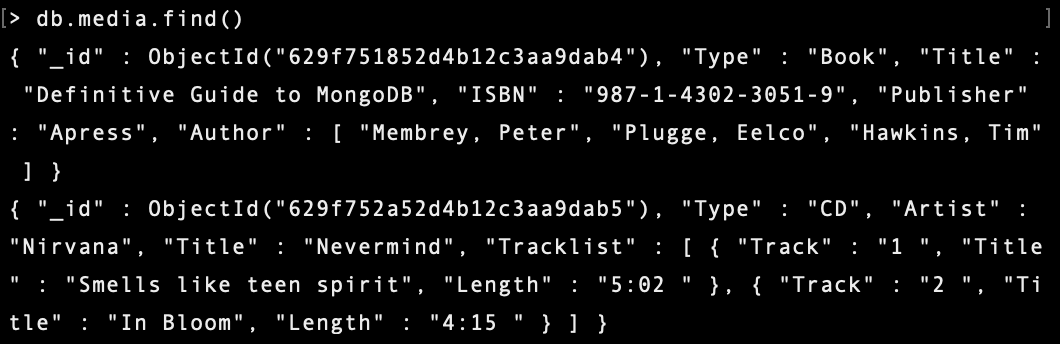 [> db.media.find() ]
{ "_id" : ObjectId("629f751852d4b12c3aa9dab4"), "Type" : "Book", "Title" :
"Definitive Guide to MongoDB", "ISBN" : "987-1-4302-3051-9", "Publisher"
: "Apress", "Author" : [ "Membrey, Peter", "Plugge, Eelco", "Hawkins, Tim"
] }
{ "_id" : ObjectId("629f752a52d4b12c3aa9dab5"), "Type" : "CD", "Artist" :
"Nirvana", "Title" : "Nevermind", "Tracklist" : [ { "Track" : "1 ", "Title
" : "Smells like teen spirit", "Length" : "5:02 " }, { "Track" : "2 ", "Ti
tle" : "In Bloom", "Length" : "4:15 " } ] }